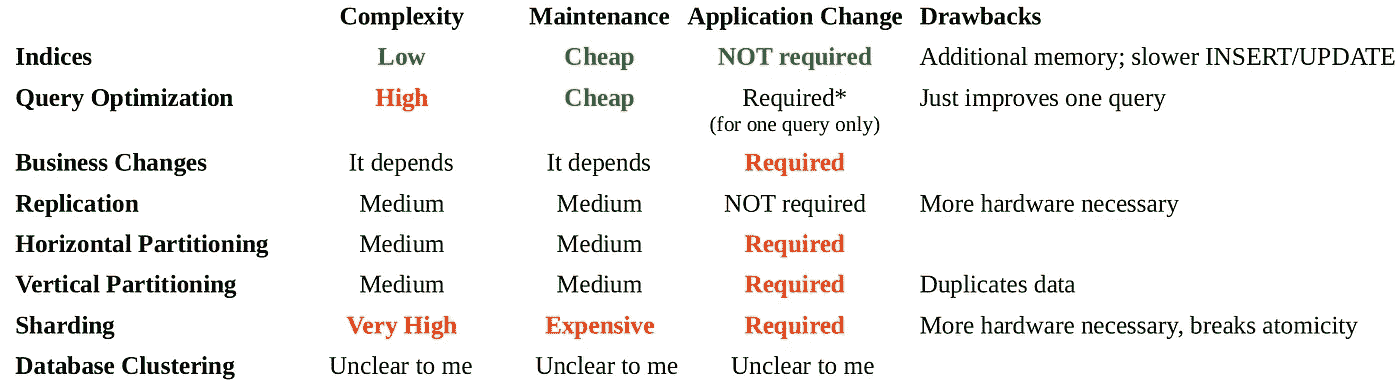 Complexity Maintenance Application Change Drawbacks
Indices Low Cheap NOT required Additional memory; slower INSERT/UPDATE
Query Optimization High Cheap Required* Just improves one query
(for one query only)
Business Changes It depends It depends Required
Replication Medium Medium NOT required More hardware necessary
Horizontal Partitioning Medium Medium Required
Vertical Partitioning Medium Medium Required Duplicates data
Sharding Very High Expensive Required More hardware necessary, breaks atomicity
Database Clustering Unclear to me Unclear to me Unclear to me